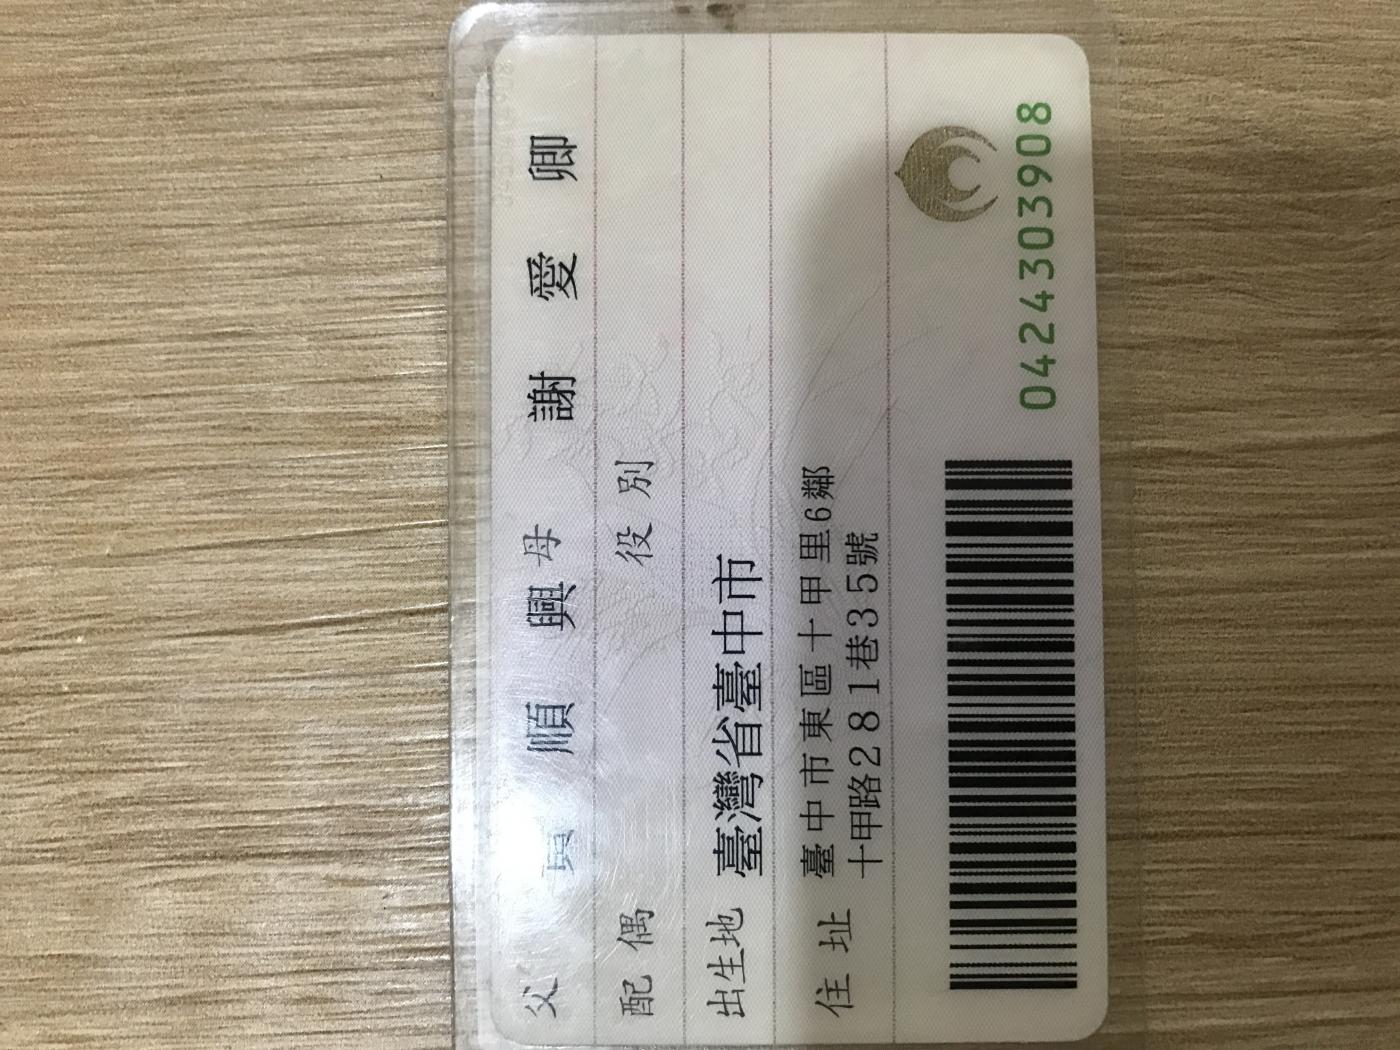 父 順興 母 謝愛卿
配偶 役別
出生地 臺灣省臺中市
住址 臺中市東區十甲里6鄰
十甲路281巷35號
0424303908